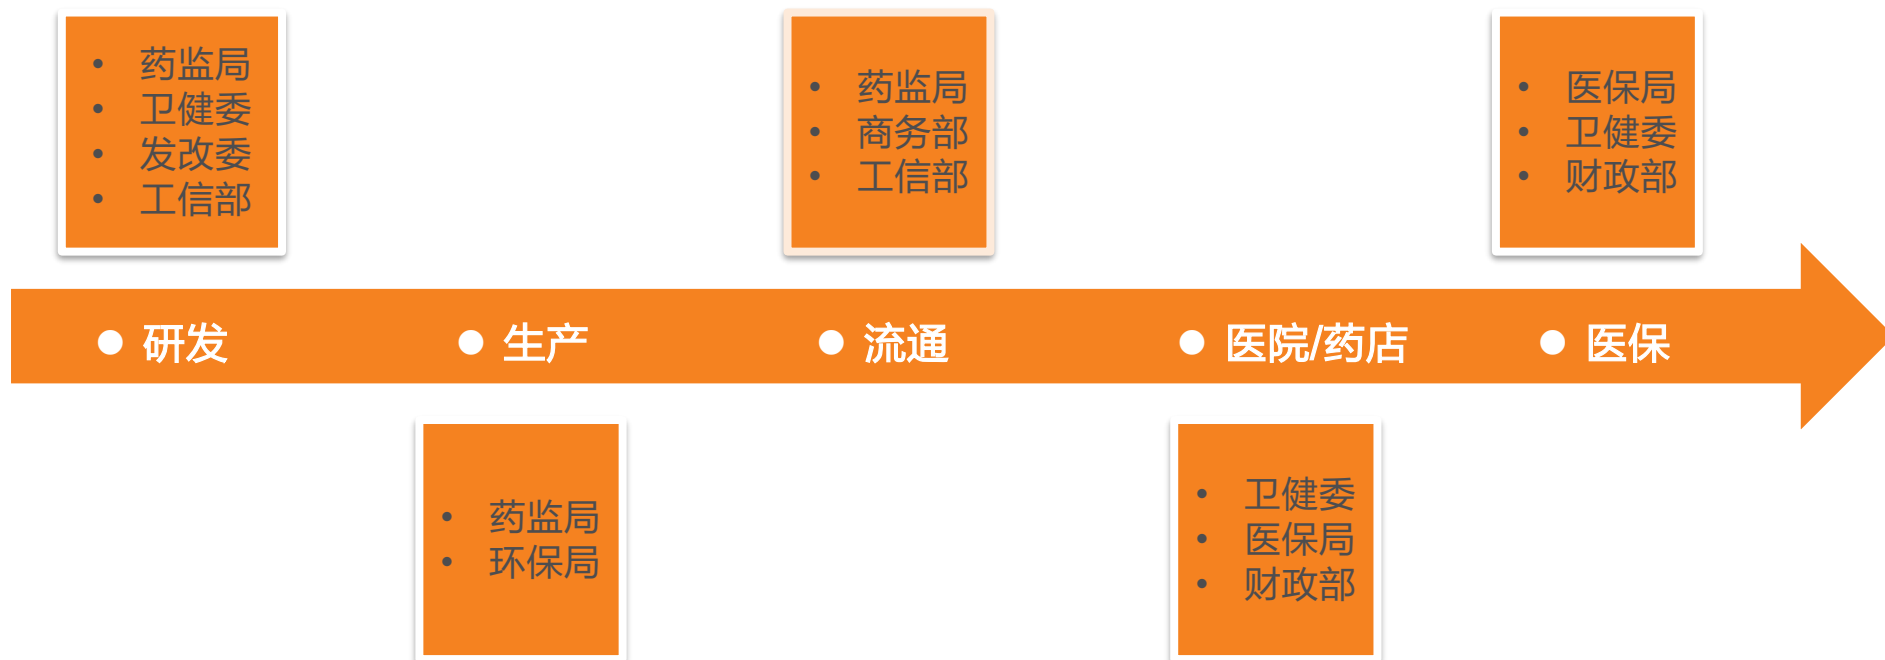 • 药监局
• 卫健委
• 发改委
• 工信部
• 药监局
• 商务部
• 工信部
• 医保局
• 卫健委
• 财政部
● 研发
● 生产
● 流通
● 医院/药店
● 医保
• 药监局
• 环保局
• 卫健委
• 医保局
• 财政部